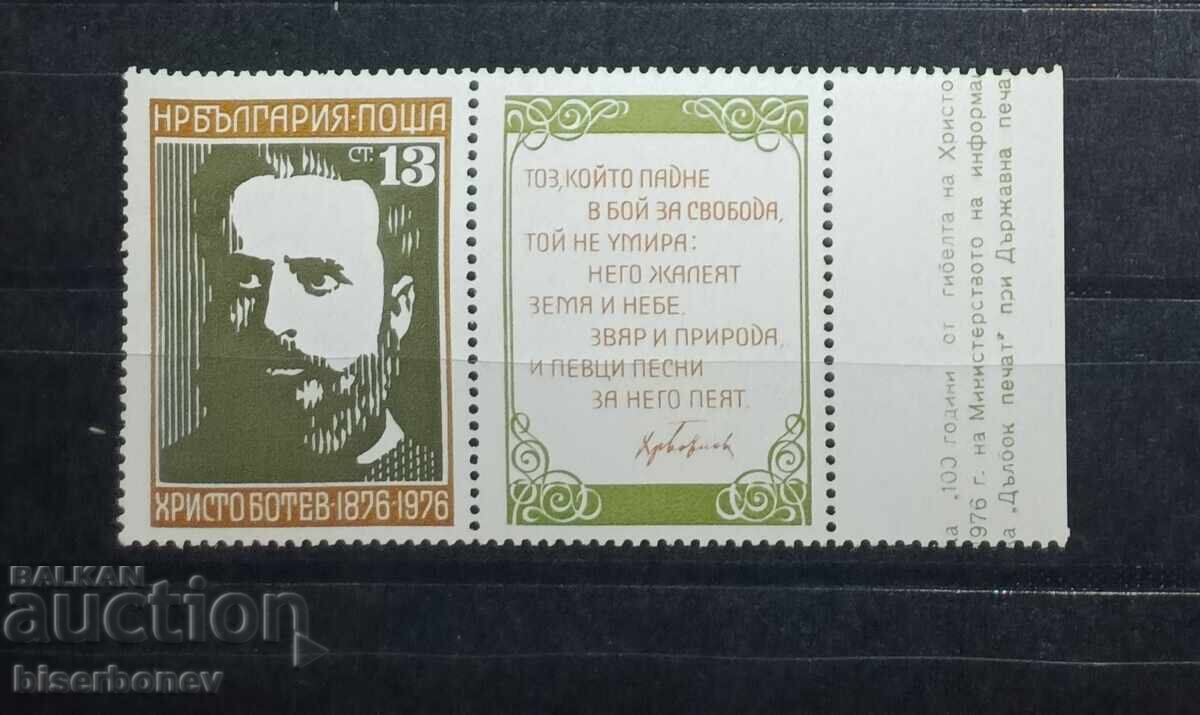 НРБЪЛГАРИЯ·ПОЩА
СТ. 13
ХРИСТО БОТЕВ·1876·1976
ТОЗ, КОЙТО ПАДНЕ
В БОЙ ЗА СВОБОДА,
ТОЙ НЕ УМИРА:
НЕГО ЖАЛЕЯТ
ЗЕМЯ И НЕБЕ,
ЗВЯР И ПРИРОДА,
И ПЕВЦИ ПЕСНИ
ЗА НЕГО ПЕЯТ.
ХрБотев
а „100 години от гибелта на Христо
976 г. на Министерството на информа
а „Дълбок печат" при Държавна печа
BALKAN
auction
biserbonev